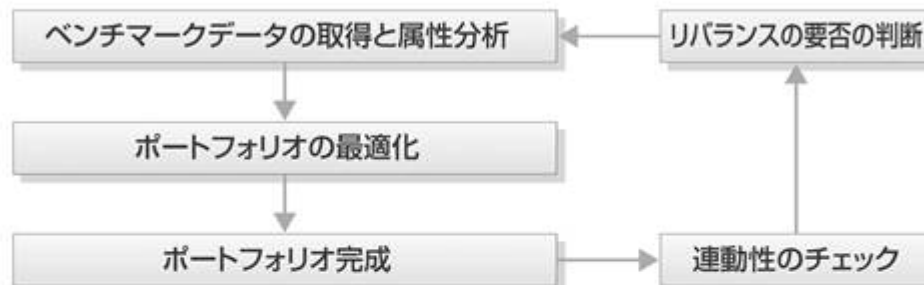 ベンチマークデータの取得と属性分析
リバランスの要否の判断
ポートフォリオの最適化
ポートフォリオ完成
連動性のチェック